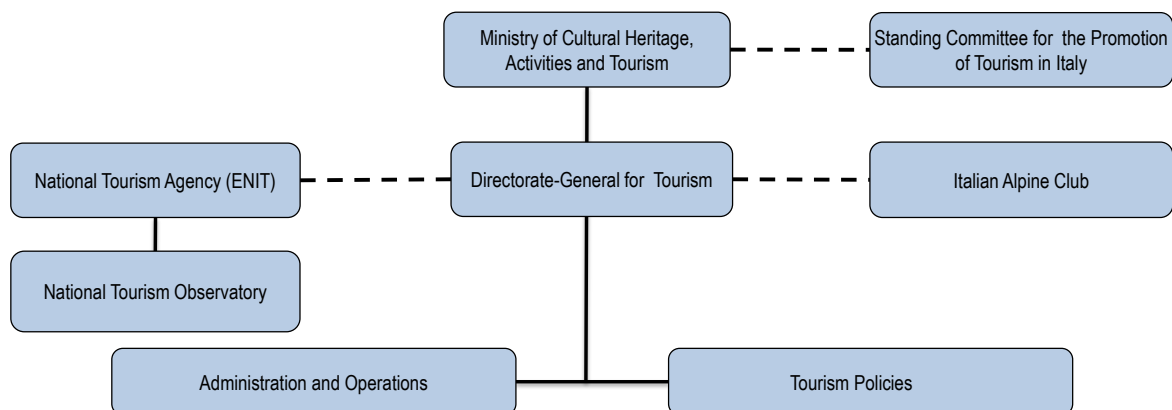 Ministry of Cultural Heritage,
Activities and Tourism
Standing Committee for the Promotion
of Tourism in Italy
National Tourism Agency (ENIT)
Directorate-General for Tourism
Italian Alpine Club
National Tourism Observatory
Administration and Operations
Tourism Policies